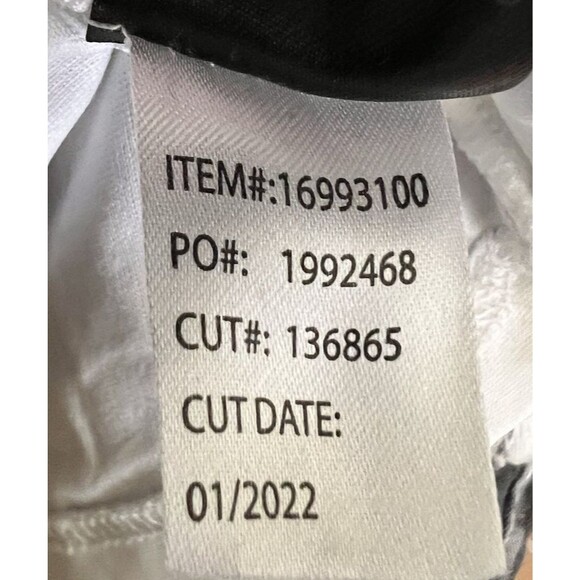 ITEM#:16993100
PO#: 1992468
CUT#: 136865
CUT DATE:
01/2022